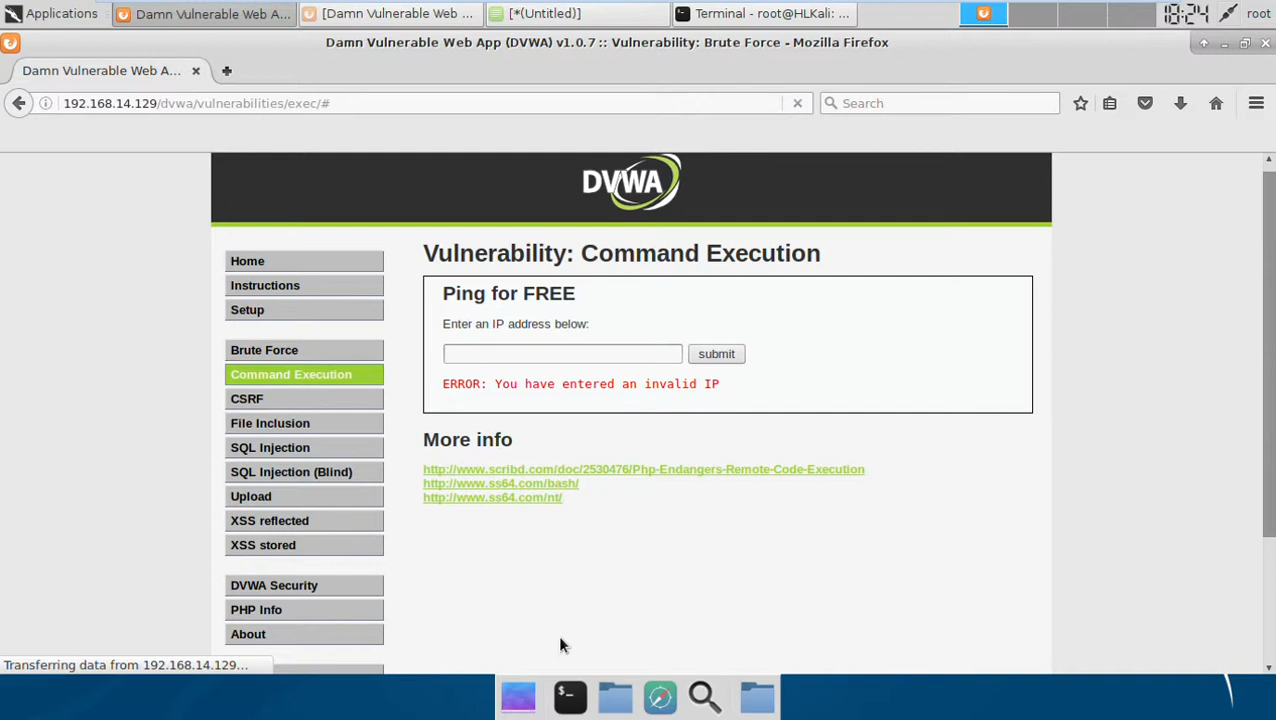 Applications
Damn Vulnerable Web A...
[Damn Vulnerable Web ...
[*(Untitled)]
Terminal - root@HLKali: ...
18:24
root
Damn Vulnerable Web App (DVWA) v1.0.7 :: Vulnerability: Brute Force - Mozilla Firefox
Damn Vulnerable Web A...
192.168.14.129/dvwa/vulnerabilities/exec/#
Search
DVWA
Home
Instructions
Setup
Brute Force
Command Execution
CSRF
File Inclusion
SQL Injection
SQL Injection (Blind)
Upload
XSS reflected
XSS stored
DVWA Security
PHP Info
About
Vulnerability: Command Execution
Ping for FREE
Enter an IP address below:
submit
ERROR: You have entered an invalid IP
More info
http://www.scribd.com/doc/2530476/Php-Endangers-Remote-Code-Execution
http://www.ss64.com/bash/
http://www.ss64.com/nt/
Transferring data from 192.168.14.129...
$_